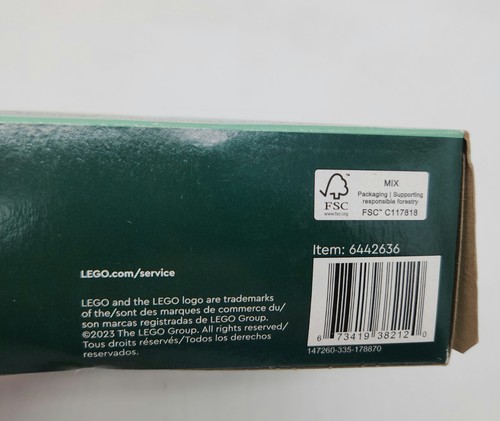 MIX
Packaging | Supporting
responsible forestry
FSC
www.fsc.org
FSC™ C117818
Item: 6442636
LEGO.com/service
LEGO and the LEGO logo are trademarks
of the/sont des marques de commerce du/
son marcas registradas de LEGO Group.
©2023 The LEGO Group. All rights reserved/
Tous droits réservés/Todos los derechos
reservados.
6 73419 38212 0
147260-335-178870